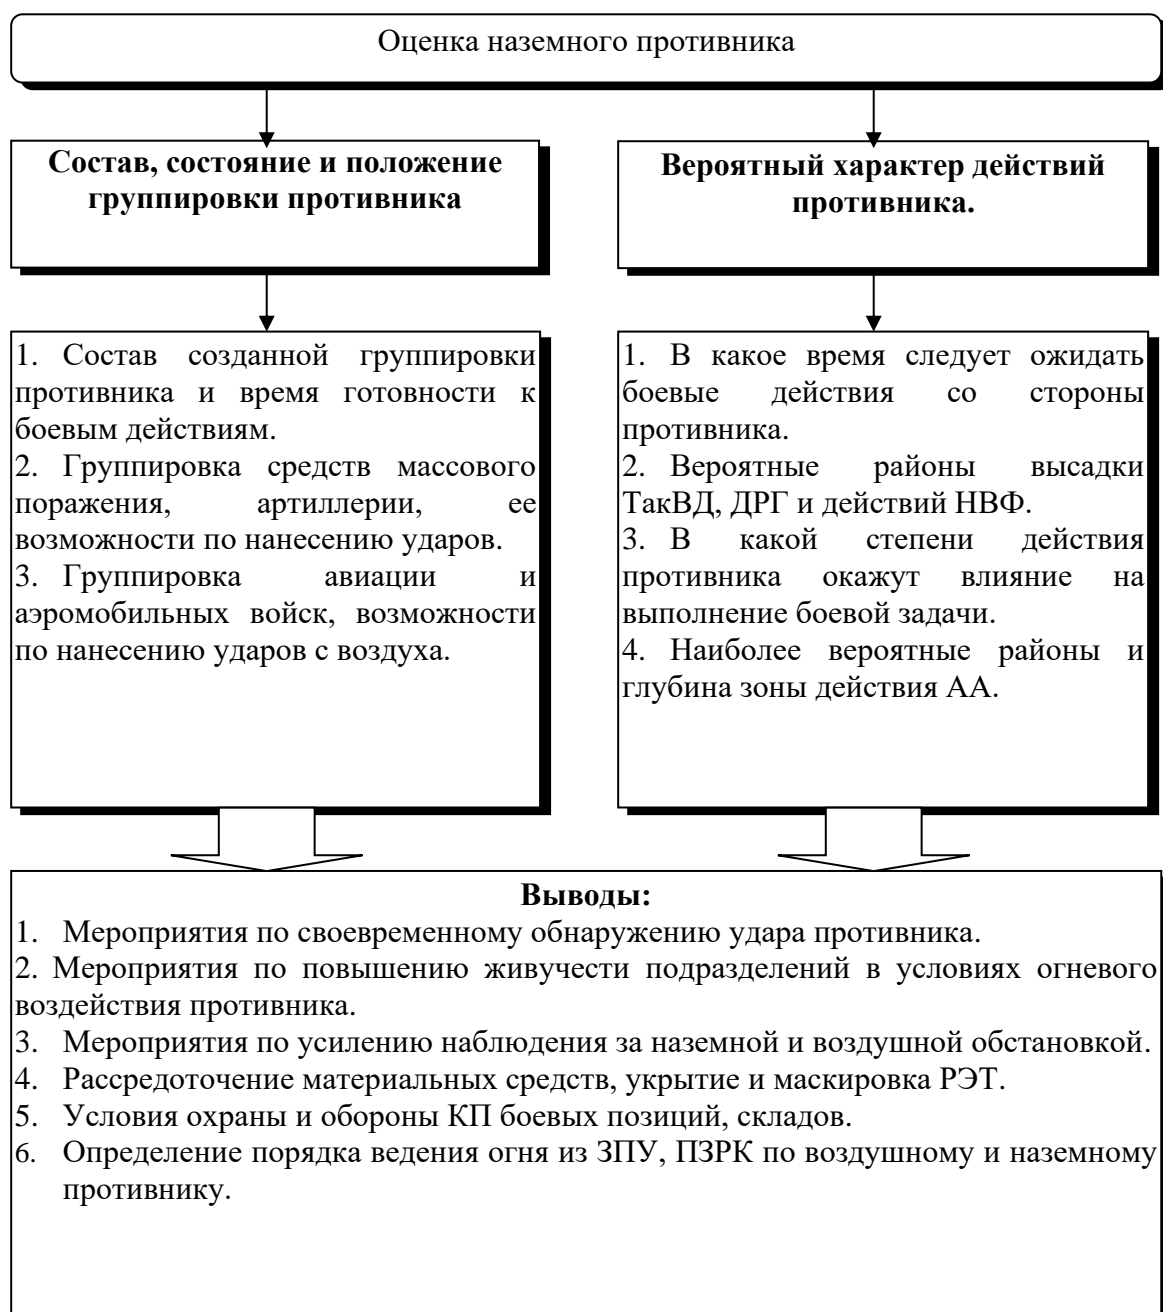 Оценка наземного противника
Состав, состояние и положение
группировки противника
Вероятный характер действий
противника.
1. Состав созданной группировки
противника и время готовности к
боевым действиям.
2. Группировка средств массового
поражения, артиллерии, ее
возможности по нанесению ударов.
3. Группировка авиации и
аэромобильных войск, возможности
по нанесению ударов с воздуха.
1. В какое время следует ожидать
боевые действия со стороны
противника.
2. Вероятные районы высадки
ТакВД, ДРГ и действий НВФ.
3. В какой степени действия
противника окажут влияние на
выполнение боевой задачи.
4. Наиболее вероятные районы и
глубина зоны действия АА.
Выводы:
1. Мероприятия по своевременному обнаружению удара противника.
2. Мероприятия по повышению живучести подразделений в условиях огневого
воздействия противника.
3. Мероприятия по усилению наблюдения за наземной и воздушной обстановкой.
4. Рассредоточение материальных средств, укрытие и маскировка РЭТ.
5. Условия охраны и обороны КП боевых позиций, складов.
6. Определение порядка ведения огня из ЗПУ, ПЗРК по воздушному и наземному
противнику.